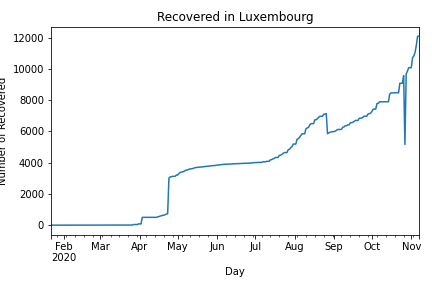 Recovered in Luxembourg
Number of Recovered
12000
10000
8000
6000
4000
2000
0
Feb Mar Apr May Jun Jul Aug Sep Oct Nov
2020
Day